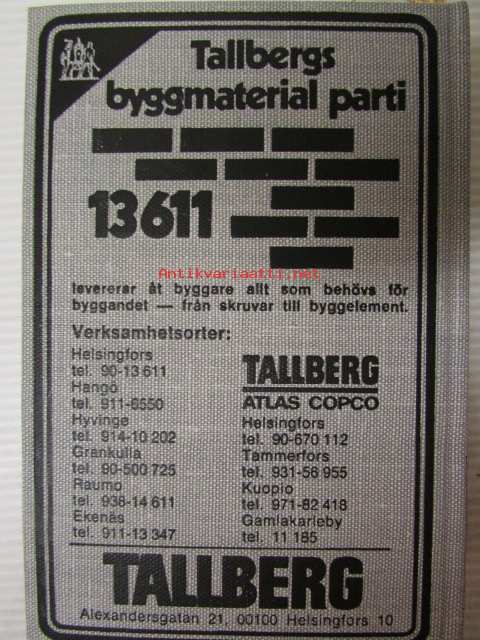 Tallbergs
byggmaterial parti
13611
Antikvariaatti.net
levererar åt byggare allt som behövs för
byggandet — från skruvar till byggelement.
Verksamhetsorter:
Helsingfors
tel. 90-13 611
Hangö
tel. 911-6550
Hyvinge
tel. 914-10 202
Grankulla
tel. 90-500 725
Raumo
tel. 938-14 611
Ekenäs
tel. 911-13 347
TALLBERG
ATLAS COPCO
Helsingfors
tel. 90-670 112
Tammerfors
tel. 931-56 955
Kuopio
tel. 971-82 418
Gamlakarleby
tel. 11 185
TALLBERG
Alexandersgatan 21, 00100 Helsingfors 10